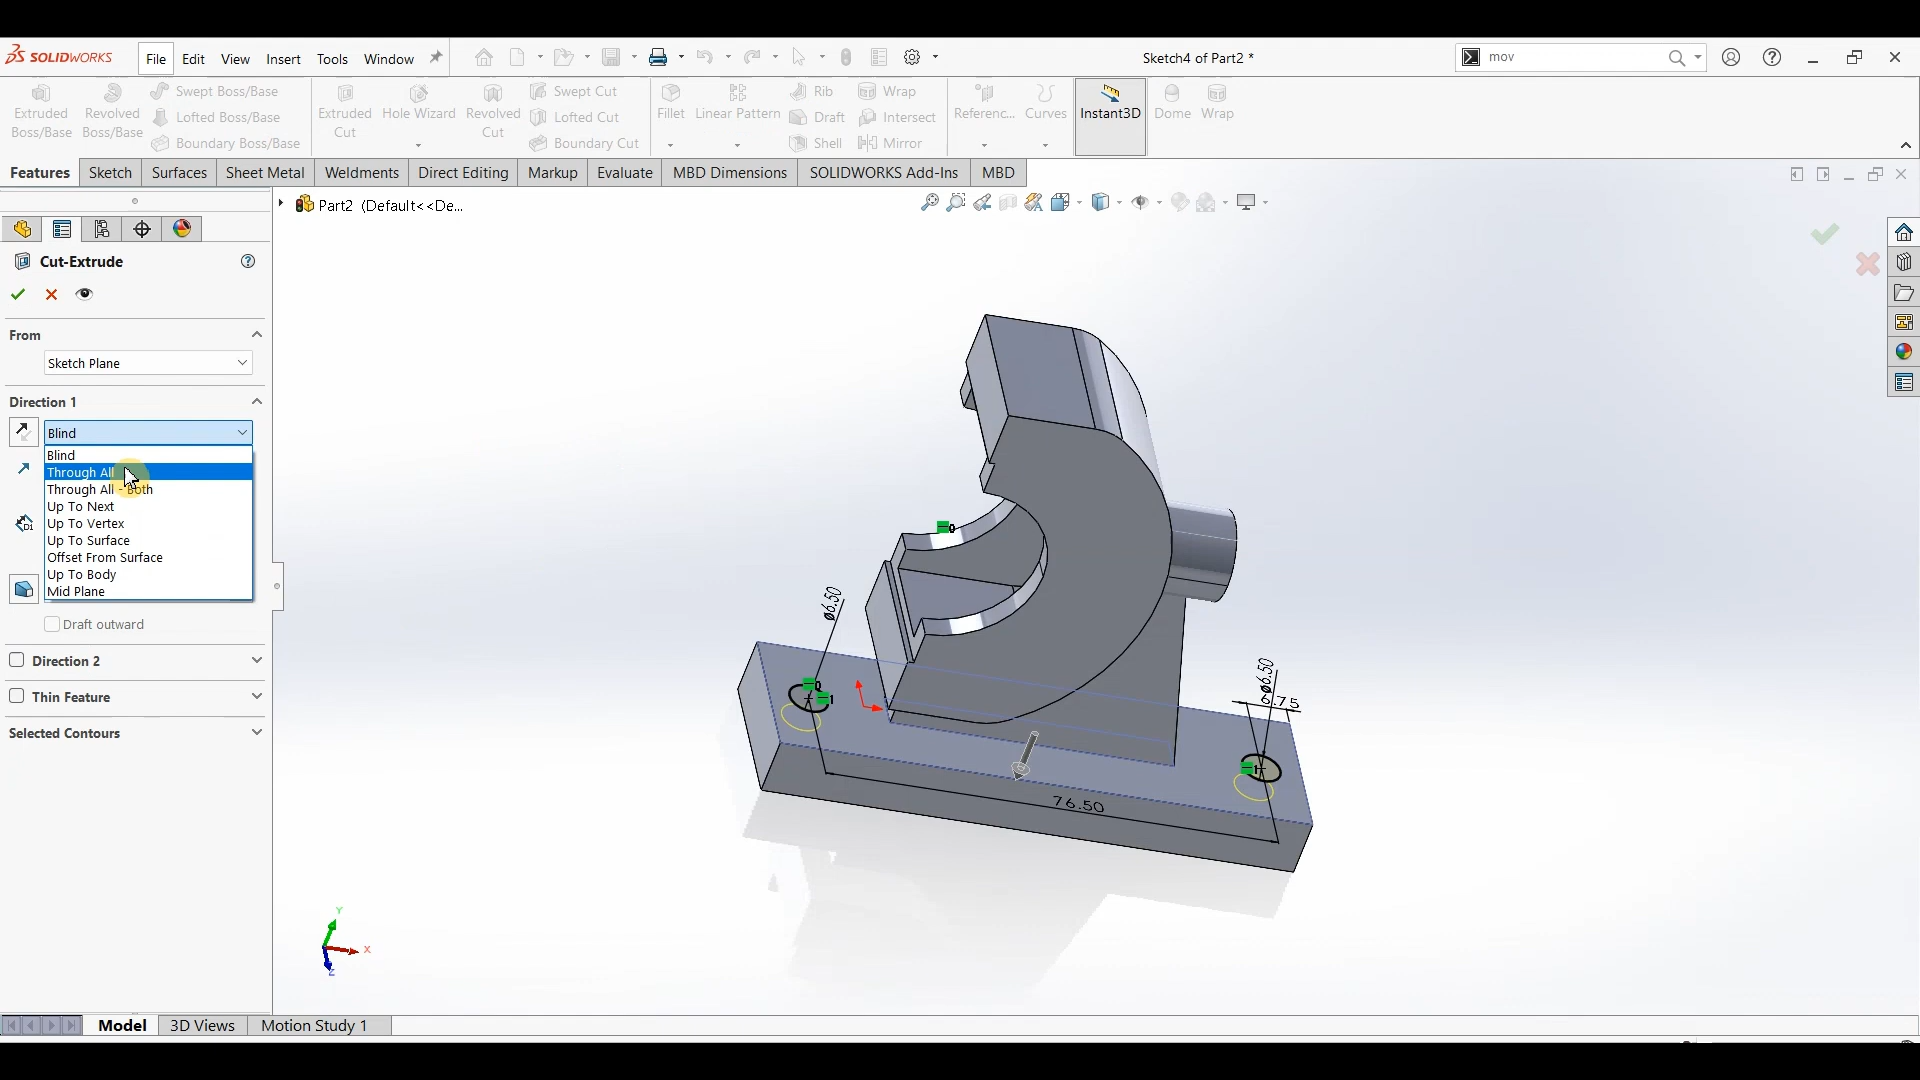 SOLIDWORKS File Edit View Insert Tools Window Sketch4 of Part2 * mov
Extruded Boss/Base
Revolved Boss/Base
Swept Boss/Base
Lofted Boss/Base
Boundary Boss/Base
Extruded Cut
Hole Wizard
Revolved Cut
Swept Cut
Lofted Cut
Boundary Cut
Fillet
Linear Pattern
Rib
Draft
Shell
Wrap
Intersect
Mirror
Referenc...
Curves
Instant3D
Dome
Wrap
Features Sketch Surfaces Sheet Metal Weldments Direct Editing Markup Evaluate MBD Dimensions SOLIDWORKS Add-Ins MBD
Part2 (Default<<De...
Cut-Extrude
From
Sketch Plane
Direction 1
Blind
Blind
Through All
Through All - Both
Up To Next
Up To Vertex
Up To Surface
Offset From Surface
Up To Body
Mid Plane
Draft outward
Direction 2
Thin Feature
Selected Contours
ø6.50
ø6.50
6.75
76.50
Y
X
Z
Model 3D Views Motion Study 1